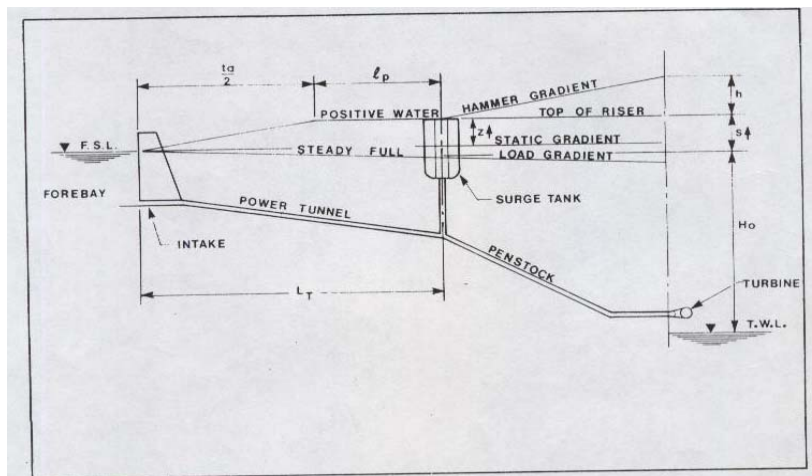 ta
2
ℓp
HAMMER GRADIENT
h
POSITIVE WATER
TOP OF RISER
F.S.L.
Z
STATIC GRADIENT
S
STEADY FULL
LOAD GRADIENT
FOREBAY
POWER TUNNEL
SURGE TANK
Ho
INTAKE
PENSTOCK
LT
TURBINE
T.W.L.